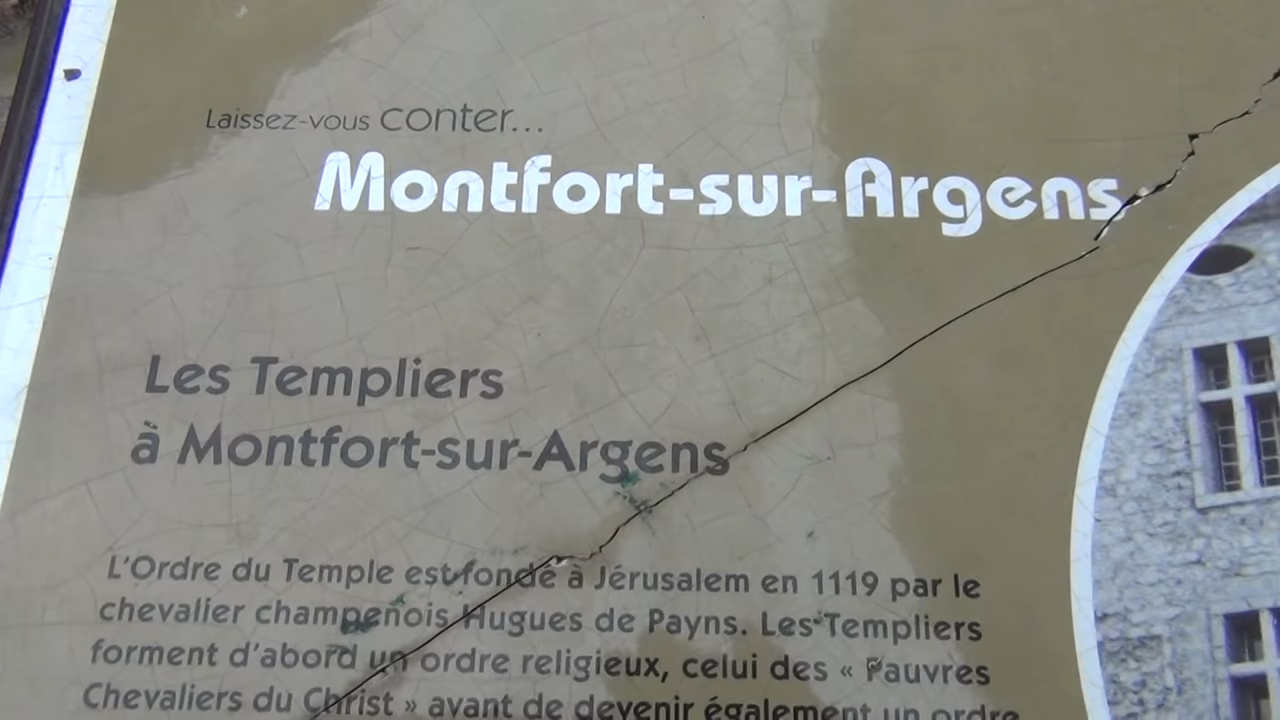 Laissez-vous conter...
Montfort-sur-Argens
Les Templiers
à Montfort-sur-Argens
L'Ordre du Temple est fondé à Jérusalem en 1119 par le
chevalier champenois Hugues de Payns. Les Templiers
forment d'abord un ordre religieux, celui des « Pauvres
Chevaliers du Christ » avant de devenir également un ordre